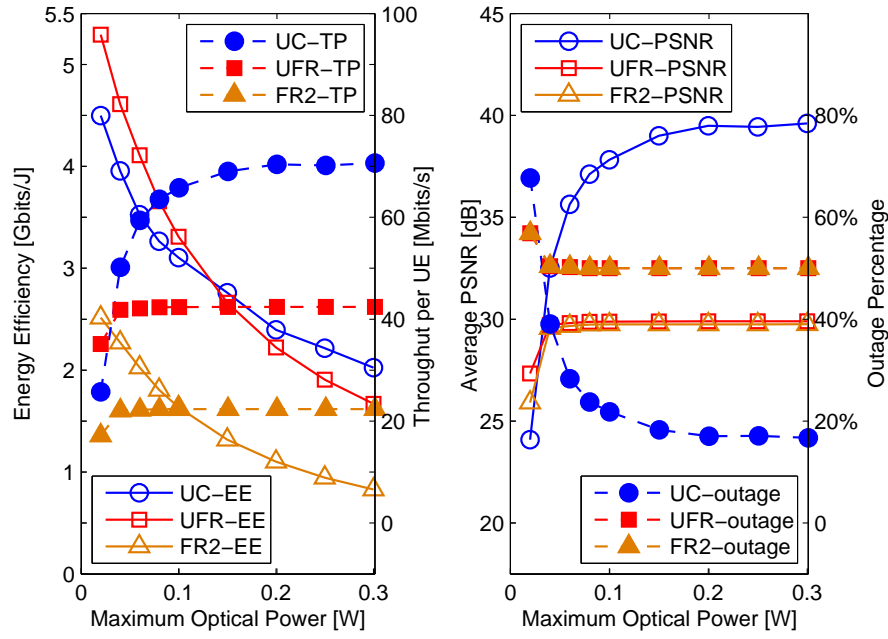 5.5
5
4
3
2
1
0
Energy Efficiency [Gbits/J]
100
80
60
40
20
0
Throughut per UE [Mbits/s]
UC-TP
UFR-TP
FR2-TP
UC-EE
UFR-EE
FR2-EE
0.1
0.2
0.3
Maximum Optical Power [W]
45
40
35
30
25
20
Average PSNR [dB]
80%
60%
40%
20%
0
Outage Percentage
UC-PSNR
UFR-PSNR
FR2-PSNR
UC-outage
UFR-outage
FR2-outage
0
0.1
0.2
0.3
Maximum Optical Power [W]